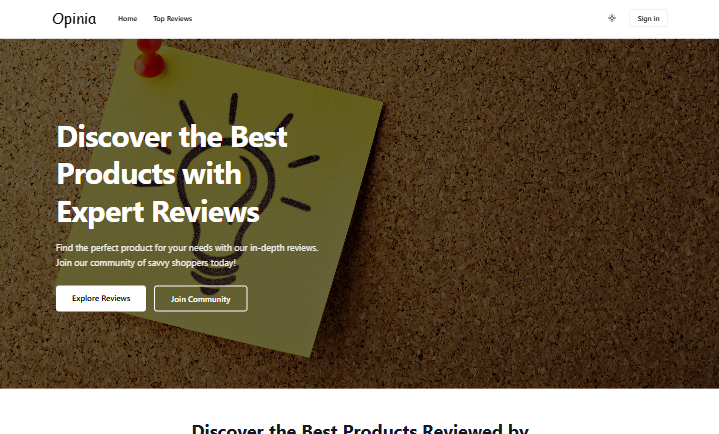 Opinia
Home
Top Reviews
Sign in
Discover the Best
Products with
Expert Reviews
Find the perfect product for your needs with our in-depth reviews.
Join our community of savvy shoppers today!
Explore Reviews
Join Community
Discover the Best Products Reviewed by